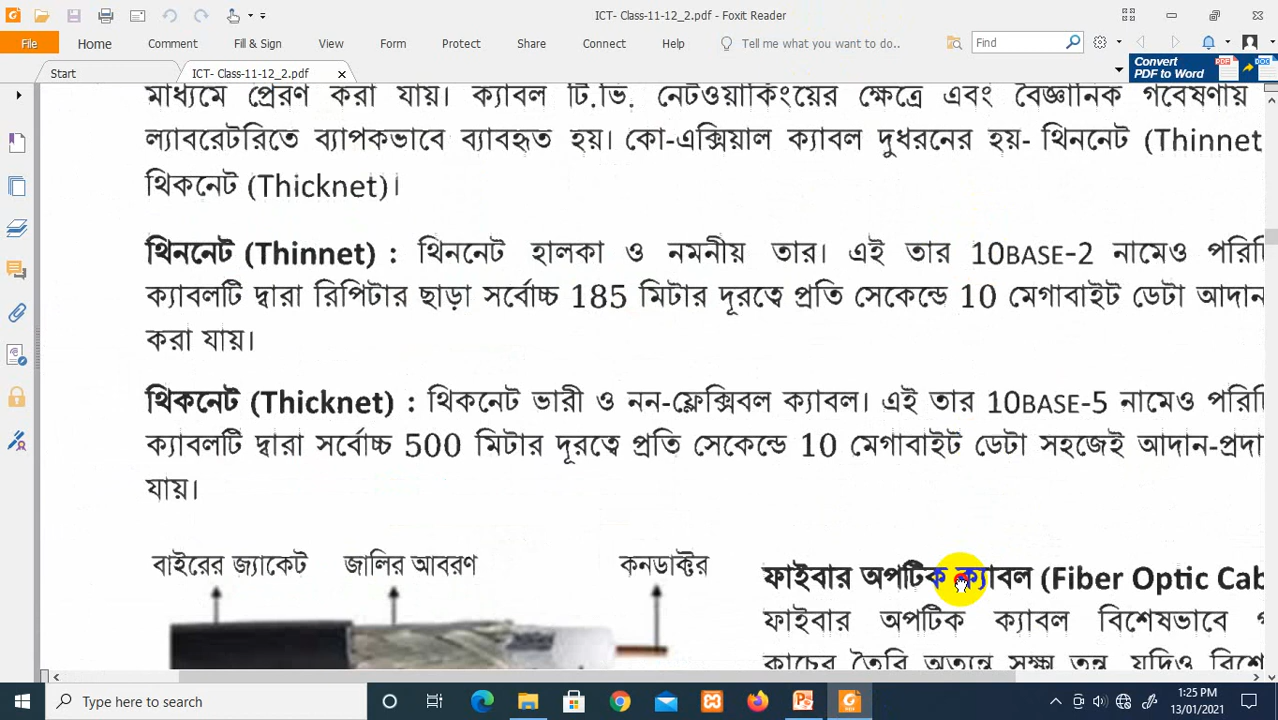 ICT- Class-11-12_2.pdf - Foxit Reader
File Home Comment Fill & Sign View Form Protect Share Connect Help Tell me what you want to do.. Find
Start ICT- Class-11-12_2.pdf
Convert
PDF to Word
মাধ্যমে প্রেরণ করা যায়। ক্যাবল টি.ভি. নেটওয়ার্কিংয়ের ক্ষেত্রে এবং বৈজ্ঞানিক গবেষণায়
ল্যাবরেটরিতে ব্যাপকভাবে ব্যাবহৃত হয়। কো-এক্সিয়াল ক্যাবল দুধরনের হয়- থিননেট (Thinnet
থিকনেট (Thicknet)।
থিননেট (Thinnet) : থিননেট হালকা ও নমনীয় তার। এই তার 10BASE-2 নামেও
ক্যাবলটি দ্বারা রিপিটার ছাড়া সর্বোচ্চ 185 মিটার দূরত্বে প্রতি সেকেন্ডে 10 মেগাবাইট ডেটা আদান
করা যায়।
থিকনেট (Thicknet) : থিকনেট ভারী ও নন-ফ্লেক্সিবল ক্যাবল। এই তার 10BASE-5 নামেও
ক্যাবলটি দ্বারা সর্বোচ্চ 500 মিটার দূরত্বে প্রতি সেকেন্ডে 10 মেগাবাইট ডেটা সহজেই আদান-প্রদা
যায়।
বাইরের জ্যাকেট জালির আবরণ কনডাক্টর
ফাইবার অপটিক ক্যাবল (Fiber Optic Cab
ফাইবার অপটিক ক্যাবল বিশেষভাবে
কাচের তৈরি অত্যন্ত সূক্ষ্ম তন্তু যদিও
Type here to search
1:25 PM
13/01/2021